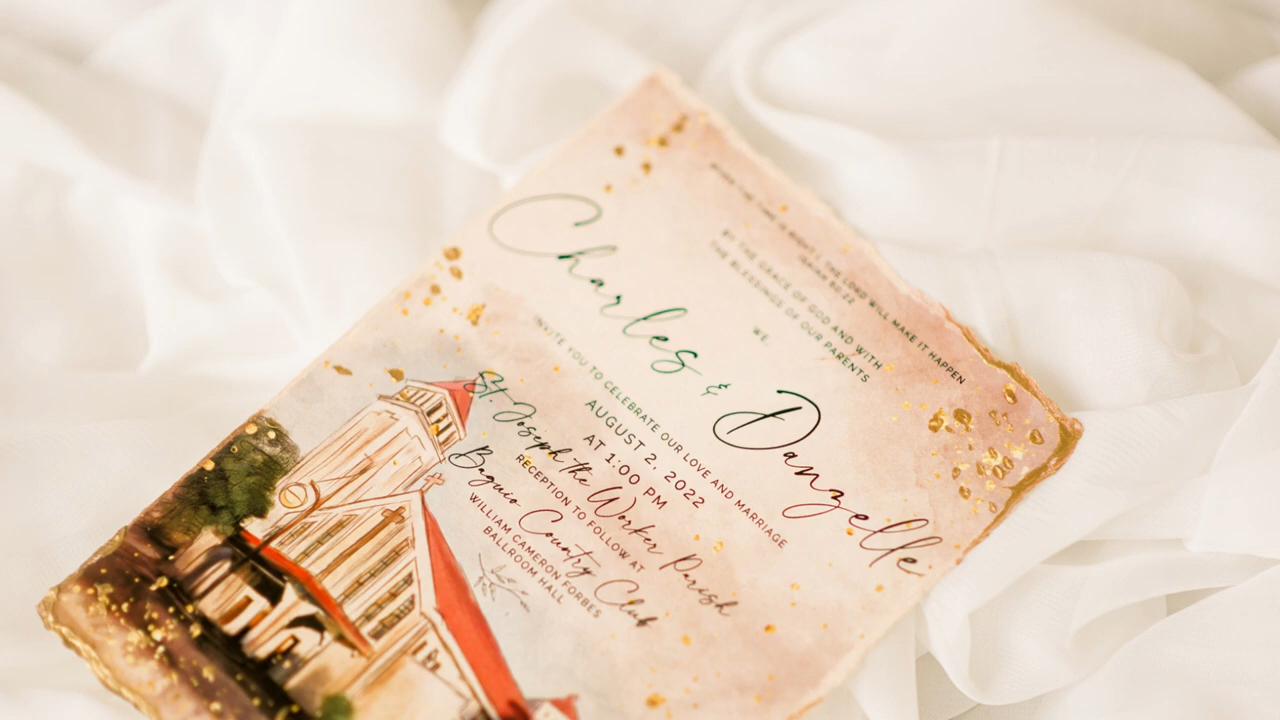 WHEN THE TIME IS RIGHT I, THE LORD WILL MAKE IT HAPPEN
ISAIAH 60:22
BY THE GRACE OF GOD AND WITH
THE BLESSINGS OF OUR PARENTS
WE,
Charles & Danzelle
INVITE YOU TO CELEBRATE OUR LOVE AND MARRIAGE
AUGUST 2, 2022
AT 1:00 PM
St. Joseph the Worker Parish
RECEPTION TO FOLLOW AT
Baguio Country Club
WILLIAM CAMERON FORBES
BALLROOM HALL